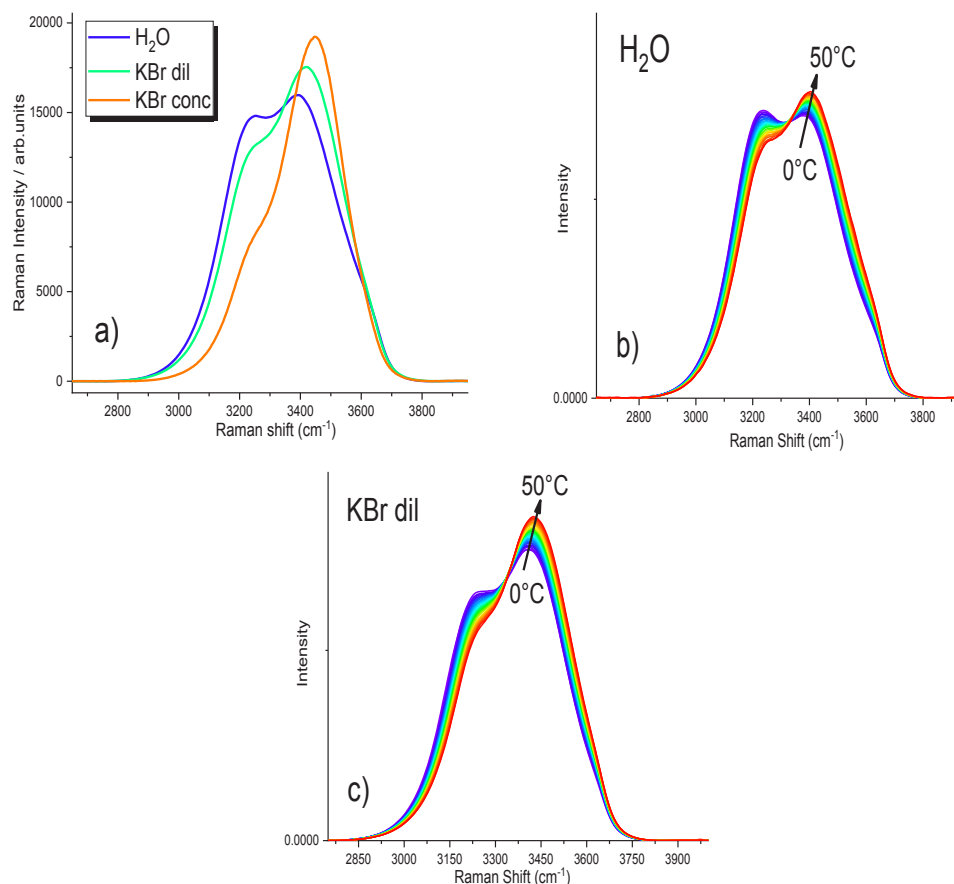 H₂O
KBr dil
KBr conc
a)
20000
15000
10000
5000
0
Raman Intensity / arb.units
2800 3000 3200 3400 3600 3800
Raman shift (cm⁻¹)
H₂O
50°C
0°C
b)
Intensity
0.0000
2800 3000 3200 3400 3600 3800
Raman Shift (cm⁻¹)
KBr dil
50°C
0°C
c)
Intensity
0.0000
2850 3000 3150 3300 3450 3600 3750 3900
Raman Shift (cm⁻¹)